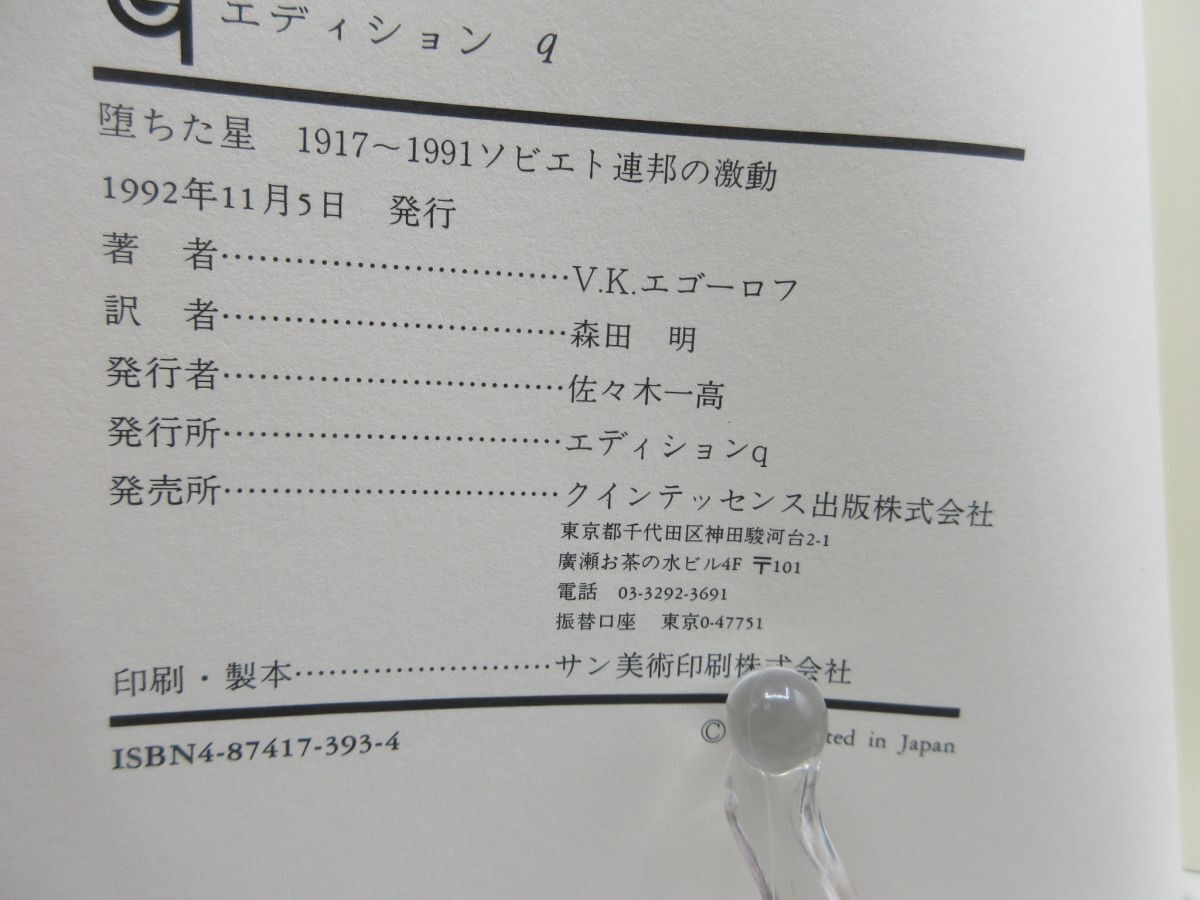 エディション q
堕ちた星　1917～1991ソビエト連邦の激動
1992年11月5日　発行
著　者……………………………V.K.エゴーロフ
訳　者……………………………森田　明
発行者……………………………佐々木一高
発行所……………………………エディションq
発売所……………………………クインテッセンス出版株式会社
東京都千代田区神田駿河台2-1
廣瀬お茶の水ビル4F 〒101
電話　03-3292-3691
振替口座　東京0-47751
印刷・製本……………………サン美術印刷株式会社
ISBN4-87417-393-4
© in Japan